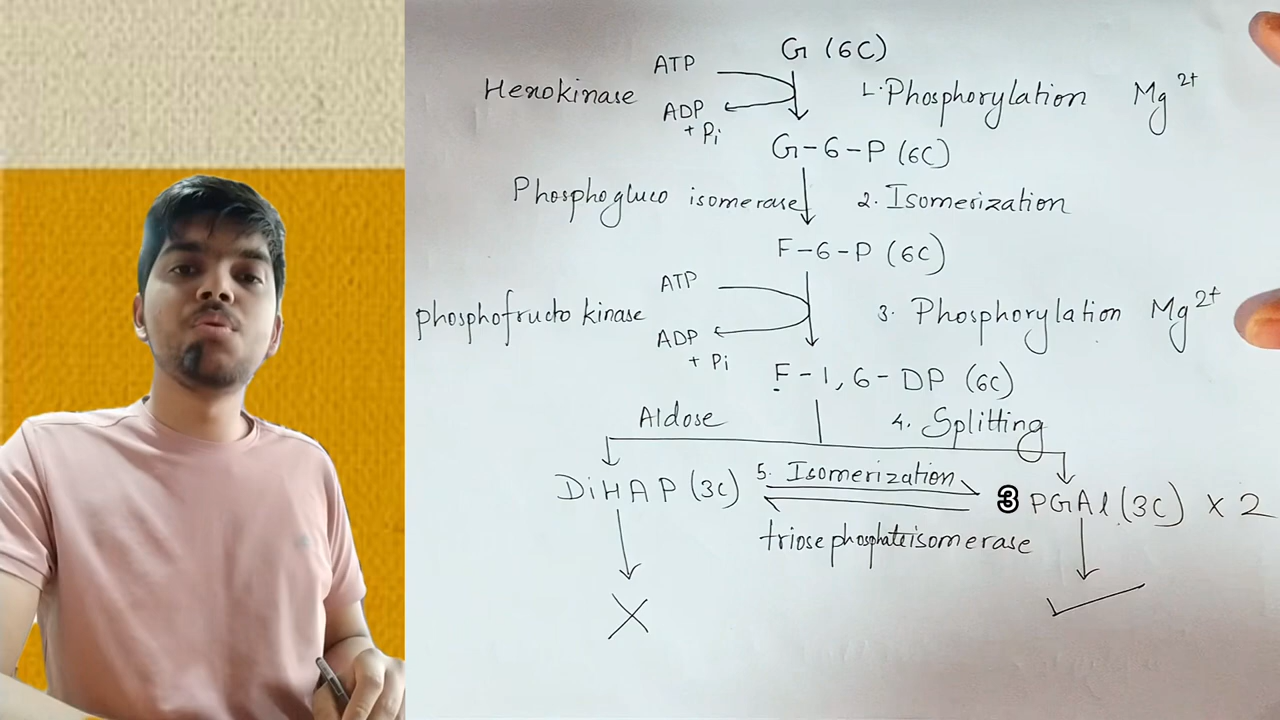 G (6C)
ATP
Hexokinase
1. Phosphorylation Mg2+
ADP
+ Pi
G-6-P (6C)
Phosphogluco isomerase
2. Isomerization
F-6-P (6C)
ATP
phosphofructo kinase
3. Phosphorylation Mg2+
ADP
+ Pi
F-1,6-DP (6C)
Aldose
4. Splitting
DiHAP (3C)
5. Isomerization
3 PGAl (3C) x 2
triose phosphate isomerase